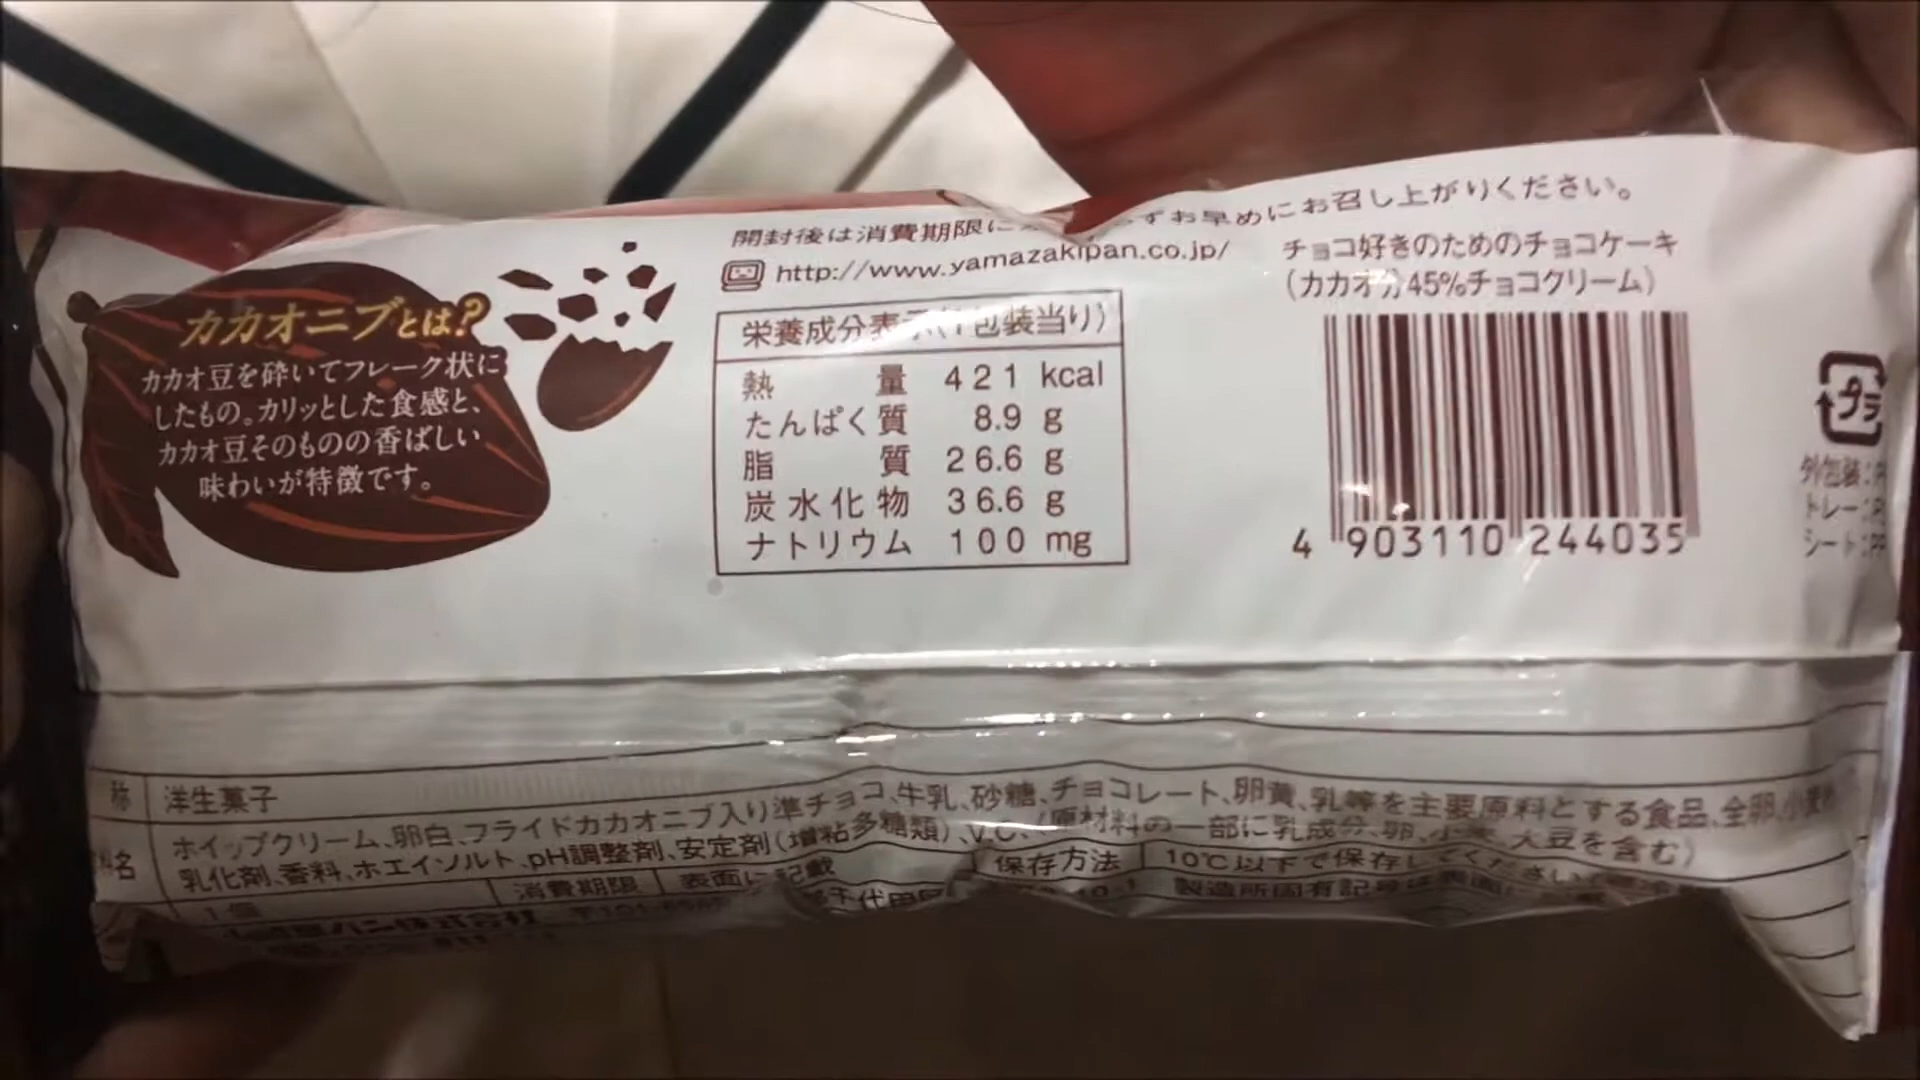 開封後は消費期限に
ずお早めにお召し上がりください。
http://www.yamazakipan.co.jp/
カカオニブとは?
カカオ豆を砕いてフレーク状に
したもの。カリッとした食感と、
カカオ豆そのものの香ばしい
味わいが特徴です。
栄養成分表示(1包装当り)
熱量 421 kcal
たんぱく質 8.9 g
脂質 26.6 g
炭水化物 36.6 g
ナトリウム 100 mg
チョコ好きのためのチョコケーキ
(カカオ分45%チョコクリーム)
4 903110 244035
プラ
外包装:
トレー:
シート:
称 洋生菓子
料名 ホイップクリーム、卵白、フライドカカオニブ入り準チョコ、牛乳、砂糖、チョコレート、卵黄、乳等を主要原料とする食品、全卵、小麦
乳化剤、香料、ホエイソルト、pH調整剤、安定剤(増粘多糖類)、V.C、(原材料の一部に乳成分、卵、小麦、大豆を含む)
1個 消費期限 表面に記載 保存方法 10℃以下で保存してください
パン株式会社
千代田区
製造所固有記号は表面に